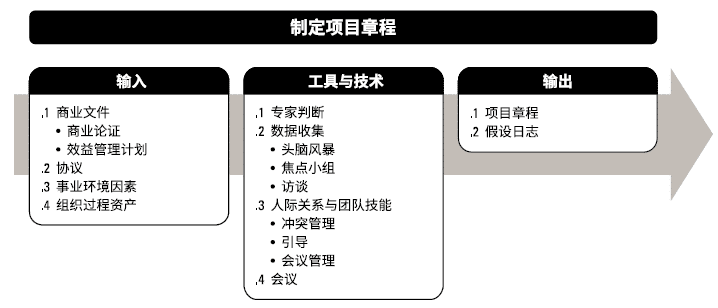 制定项目章程
输入
.1 商业文件
• 商业论证
• 效益管理计划
.2 协议
.3 事业环境因素
.4 组织过程资产
工具与技术
.1 专家判断
.2 数据收集
• 头脑风暴
• 焦点小组
• 访谈
.3 人际关系与团队技能
• 冲突管理
• 引导
• 会议管理
.4 会议
输出
.1 项目章程
.2 假设日志